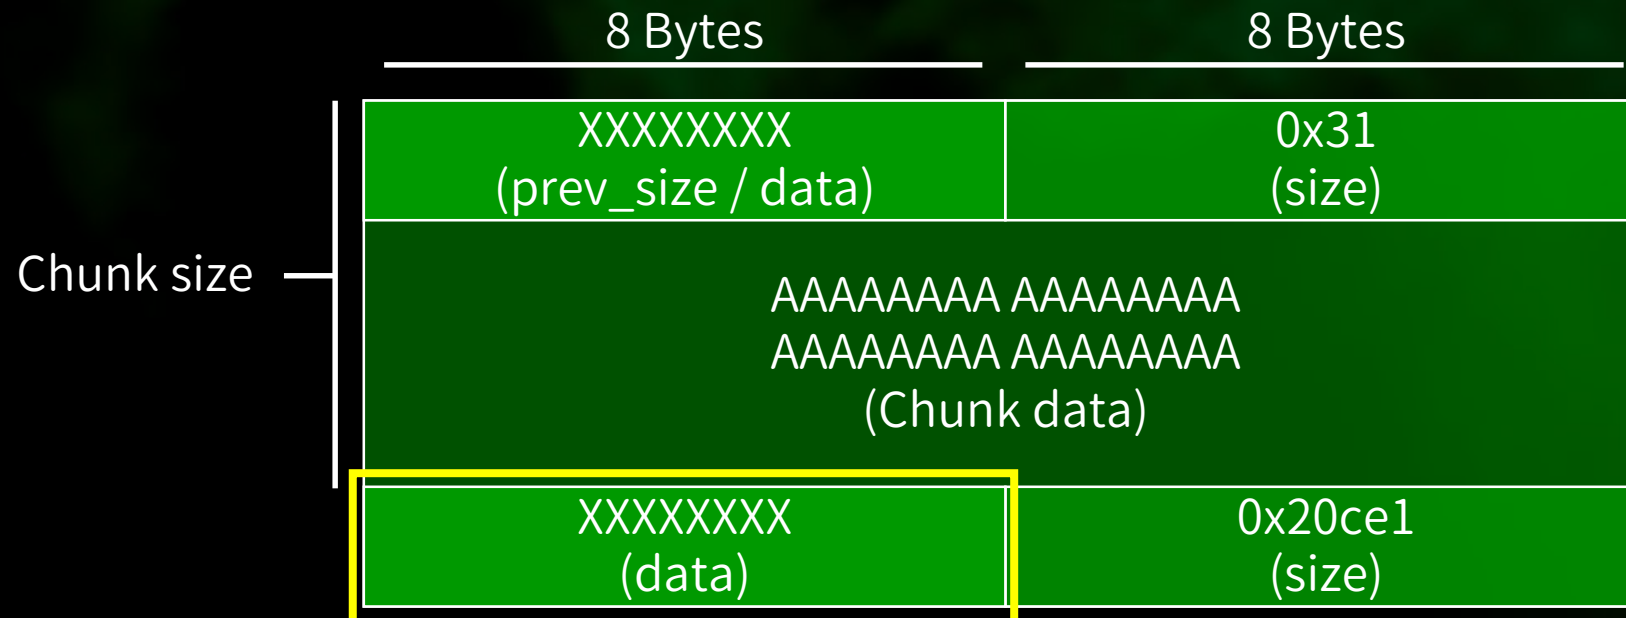 8 Bytes
8 Bytes
XXXXXXXX
(prev_size / data)
0x31
(size)
Chunk size
AAAAAAAA AAAAAAAA
AAAAAAAA AAAAAAAA
(Chunk data)
XXXXXXXX
(data)
0x20ce1
(size)